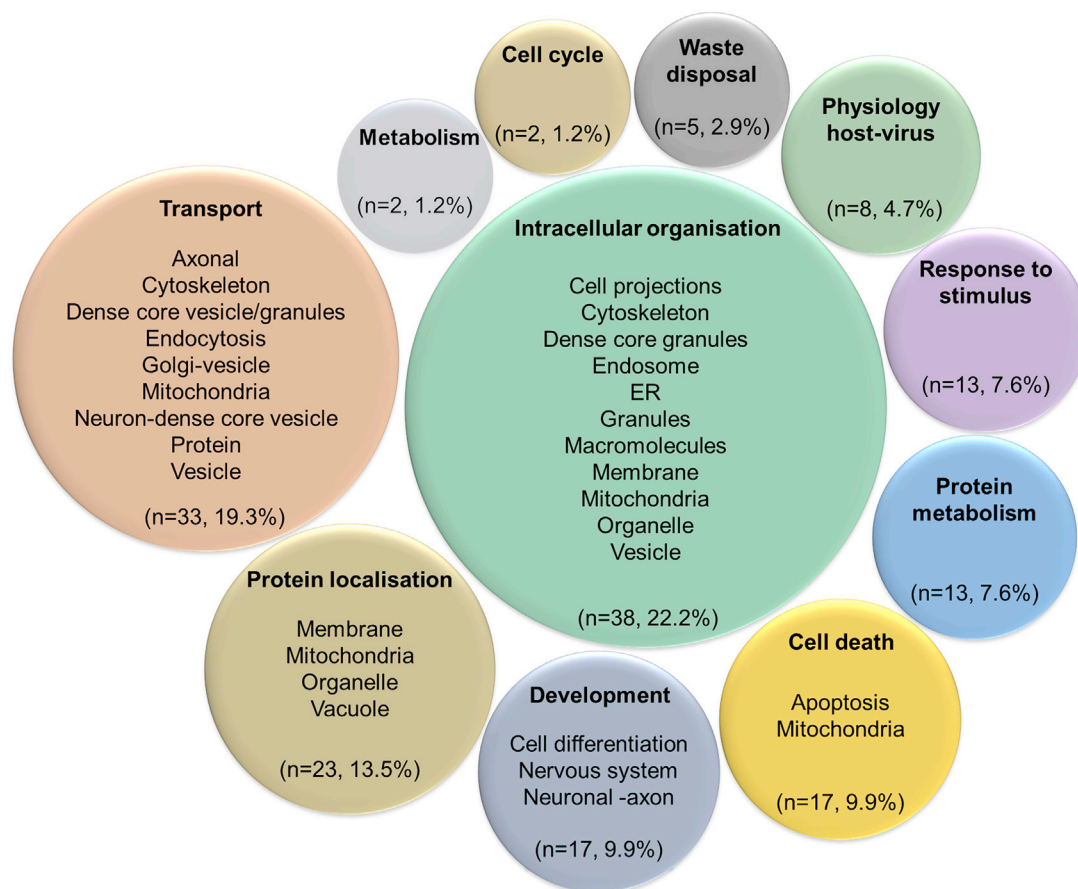 Cell cycle
(n=2, 1.2%)
Waste
disposal
(n=5, 2.9%)
Physiology
host-virus
(n=8, 4.7%)
Metabolism
(n=2, 1.2%)
Transport
Axonal
Cytoskeleton
Dense core vesicle/granules
Endocytosis
Golgi-vesicle
Mitochondria
Neuron-dense core vesicle
Protein
Vesicle
(n=33, 19.3%)
Intracellular organisation
Cell projections
Cytoskeleton
Dense core granules
Endosome
ER
Granules
Macromolecules
Membrane
Mitochondria
Organelle
Vesicle
(n=38, 22.2%)
Response to
stimulus
(n=13, 7.6%)
Protein
metabolism
(n=13, 7.6%)
Protein localisation
Membrane
Mitochondria
Organelle
Vacuole
(n=23, 13.5%)
Development
Cell differentiation
Nervous system
Neuronal -axon
(n=17, 9.9%)
Cell death
Apoptosis
Mitochondria
(n=17, 9.9%)